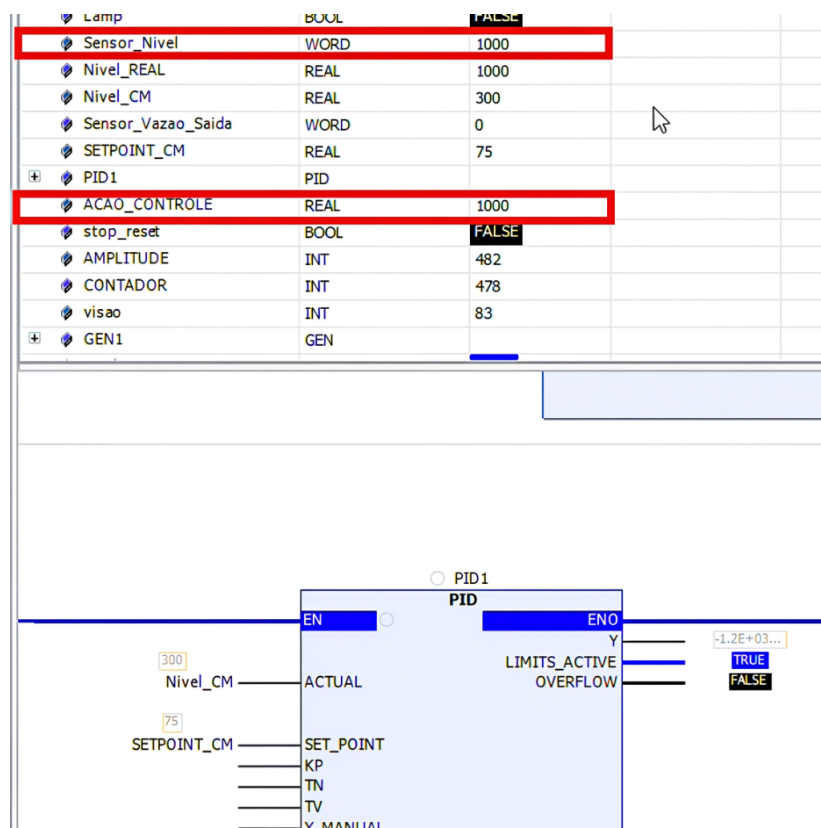 Lamp BOOL FALSE
Sensor_Nivel WORD 1000
Nivel_REAL REAL 1000
Nivel_CM REAL 300
Sensor_Vazao_Saida WORD 0
SETPOINT_CM REAL 75
PID1 PID
ACAO_CONTROLE REAL 1000
stop_reset BOOL FALSE
AMPLITUDE INT 482
CONTADOR INT 478
visao INT 83
GEN1 GEN
PID1
PID
EN ENO
Y -1.2E+03...
300 LIMITS_ACTIVE TRUE
Nivel_CM ACTUAL OVERFLOW FALSE
75
SETPOINT_CM SET_POINT
KP
TN
TV
Y_MANUAL